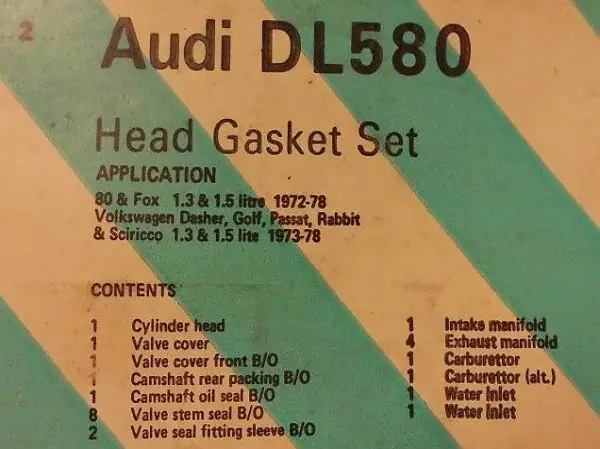 2
Audi DL580
Head Gasket Set
APPLICATION
80 & Fox 1.3 & 1.5 litre 1972-78
Volkswagen Dasher, Golf, Passat, Rabbit
& Sciricco 1.3 & 1.5 lite 1973-78
CONTENTS
1 Cylinder head
1 Valve cover
1 Valve cover front B/O
1 Camshaft rear packing B/O
1 Camshaft oil seal B/O
8 Valve stem seal B/O
2 Valve seal fitting sleeve B/O
1 Intake manifold
4 Exhaust manifold
1 Carburettor
1 Carburettor (alt.)
1 Water Inlet
1 Water Inlet